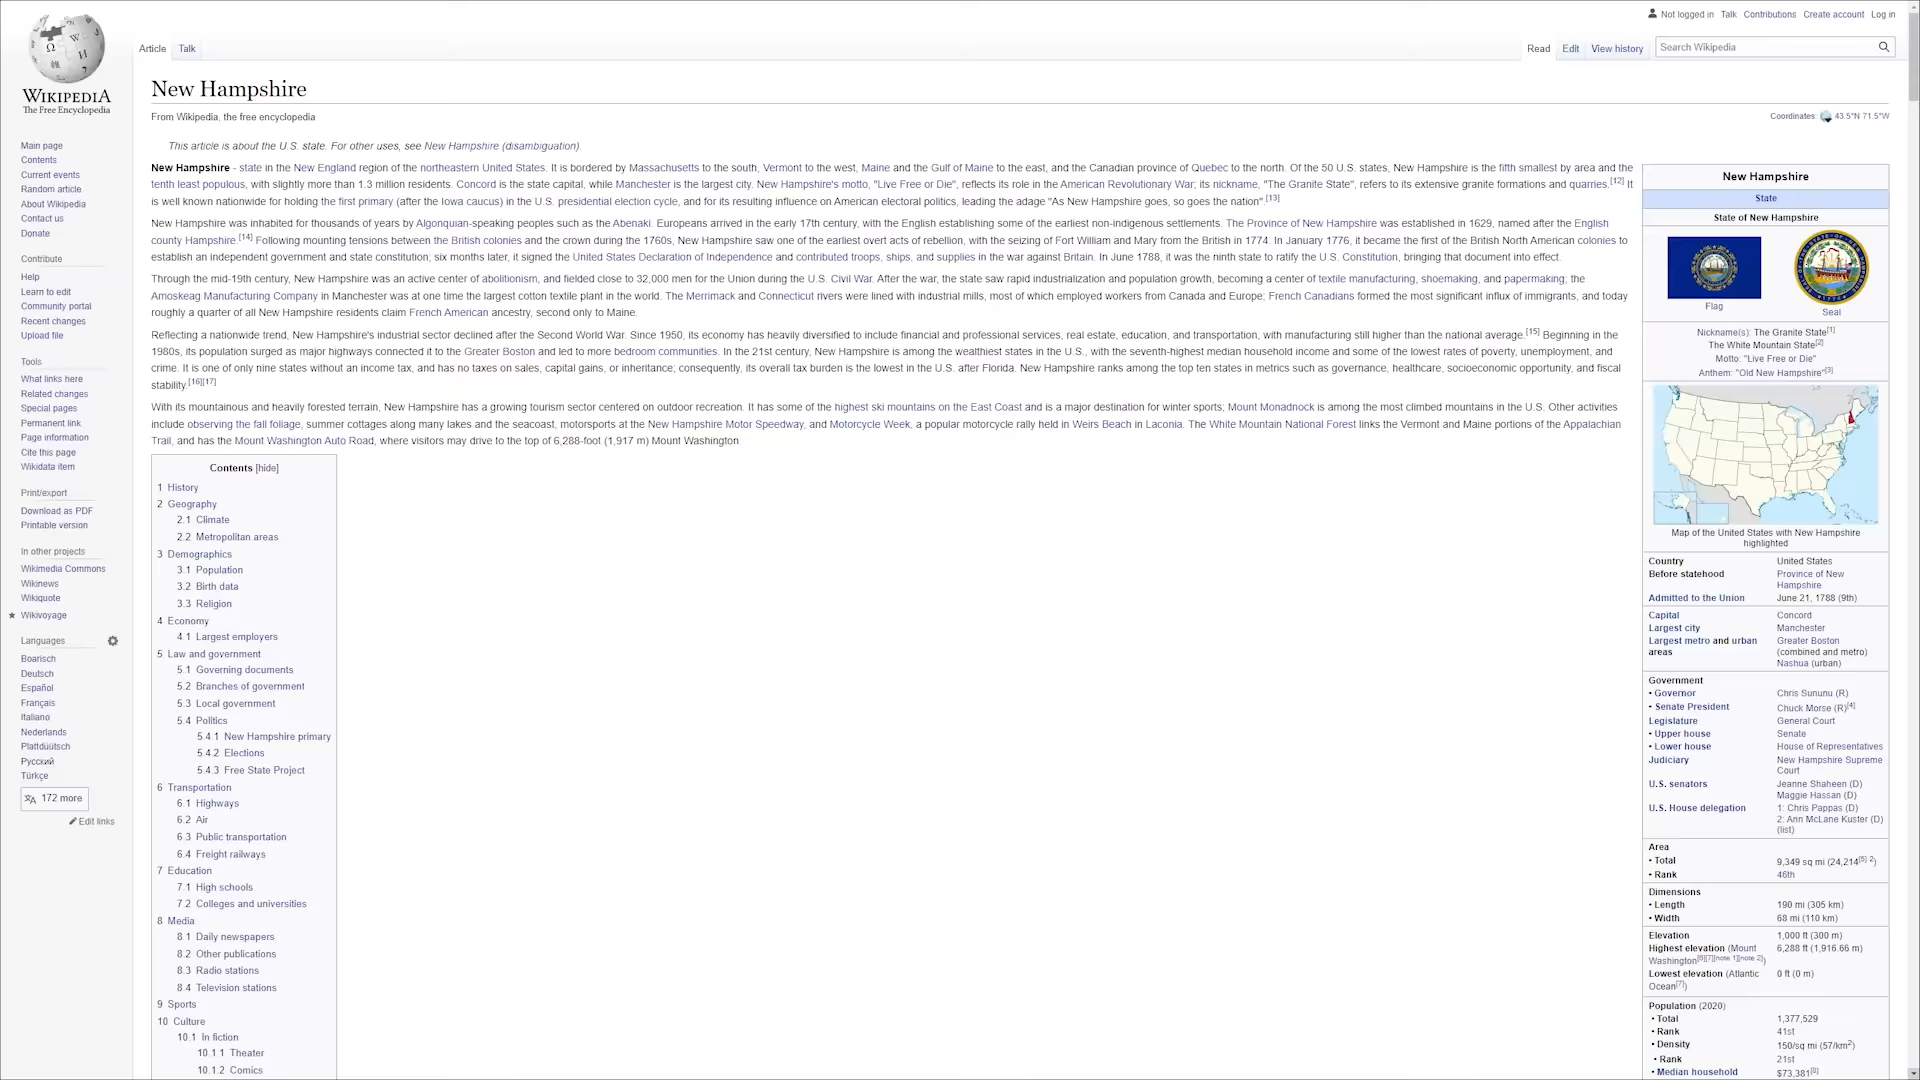 Not logged in Talk Contributions Create account Log in
Article Talk Read Edit View history Search Wikipedia
WIKIPEDIA
The Free Encyclopedia
New Hampshire
From Wikipedia, the free encyclopedia
Coordinates: 43.5°N 71.5°W
This article is about the U.S. state. For other uses, see New Hampshire (disambiguation).
New Hampshire - state in the New England region of the northeastern United States. It is bordered by Massachusetts to the south, Vermont to the west, Maine and the Gulf of Maine to the east, and the Canadian province of Quebec to the north. Of the 50 U.S. states, New Hampshire is the fifth smallest by area and the
tenth least populous, with slightly more than 1.3 million residents. Concord is the state capital, while Manchester is the largest city. New Hampshire's motto, "Live Free or Die", reflects its role in the American Revolutionary War; its nickname, "The Granite State", refers to its extensive granite formations and quarries.[12] It
is well known nationwide for holding the first primary (after the Iowa caucus) in the U.S. presidential election cycle, and for its resulting influence on American electoral politics, leading the adage "As New Hampshire goes, so goes the nation".[13]
New Hampshire was inhabited for thousands of years by Algonquian-speaking peoples such as the Abenaki. Europeans arrived in the early 17th century, with the English establishing some of the earliest non-indigenous settlements. The Province of New Hampshire was established in 1629, named after the English
county Hampshire.[14] Following mounting tensions between the British colonies and the crown during the 1760s, New Hampshire saw one of the earliest overt acts of rebellion, with the seizing of Fort William and Mary from the British in 1774. In January 1776, it became the first of the British North American colonies to
establish an independent government and state constitution; six months later, it signed the United States Declaration of Independence and contributed troops, ships, and supplies in the war against Britain. In June 1788, it was the ninth state to ratify the U.S. Constitution, bringing that document into effect.
Through the mid-19th century, New Hampshire was an active center of abolitionism, and fielded close to 32,000 men for the Union during the U.S. Civil War. After the war, the state saw rapid industrialization and population growth, becoming a center of textile manufacturing, shoemaking, and papermaking; the
Amoskeag Manufacturing Company in Manchester was at one time the largest cotton textile plant in the world. The Merrimack and Connecticut rivers were lined with industrial mills, most of which employed workers from Canada and Europe; French Canadians formed the most significant influx of immigrants, and today
roughly a quarter of all New Hampshire residents claim French American ancestry, second only to Maine.
Reflecting a nationwide trend, New Hampshire's industrial sector declined after the Second World War. Since 1950, its economy has heavily diversified to include financial and professional services, real estate, education, and transportation, with manufacturing still higher than the national average.[15] Beginning in the
1980s, its population surged as major highways connected it to the Greater Boston and led to more bedroom communities. In the 21st century, New Hampshire is among the wealthiest states in the U.S., with the seventh-highest median household income and some of the lowest rates of poverty, unemployment, and
crime. It is one of only nine states without an income tax, and has no taxes on sales, capital gains, or inheritance; consequently, its overall tax burden is the lowest in the U.S. after Florida. New Hampshire ranks among the top ten states in metrics such as governance, healthcare, socioeconomic opportunity, and fiscal
stability.[16][17]
With its mountainous and heavily forested terrain, New Hampshire has a growing tourism sector centered on outdoor recreation. It has some of the highest ski mountains on the East Coast and is a major destination for winter sports; Mount Monadnock is among the most climbed mountains in the U.S. Other activities
include observing the fall foliage, summer cottages along many lakes and the seacoast, motorsports at the New Hampshire Motor Speedway, and Motorcycle Week, a popular motorcycle rally held in Weirs Beach in Laconia. The White Mountain National Forest links the Vermont and Maine portions of the Appalachian
Trail, and has the Mount Washington Auto Road, where visitors may drive to the top of 6,288-foot (1,917 m) Mount Washington
Main page
Contents
Current events
Random article
About Wikipedia
Contact us
Donate
Contribute
Help
Learn to edit
Community portal
Recent changes
Upload file
Tools
What links here
Related changes
Special pages
Permanent link
Page information
Cite this page
Wikidata item
Print/export
Download as PDF
Printable version
In other projects
Wikimedia Commons
Wikinews
Wikiquote
Wikivoyage
Languages
Boarisch
Deutsch
Español
Français
Italiano
Nederlands
Plattdüütsch
Русский
Türkçe
172 more
Edit links
Contents [hide]
1 History
2 Geography
2.1 Climate
2.2 Metropolitan areas
3 Demographics
3.1 Population
3.2 Birth data
3.3 Religion
4 Economy
4.1 Largest employers
5 Law and government
5.1 Governing documents
5.2 Branches of government
5.3 Local government
5.4 Politics
5.4.1 New Hampshire primary
5.4.2 Elections
5.4.3 Free State Project
6 Transportation
6.1 Highways
6.2 Air
6.3 Public transportation
6.4 Freight railways
7 Education
7.1 High schools
7.2 Colleges and universities
8 Media
8.1 Daily newspapers
8.2 Other publications
8.3 Radio stations
8.4 Television stations
9 Sports
10 Culture
10.1 In fiction
10.1.1 Theater
10.1.2 Comics
New Hampshire
State
State of New Hampshire
Flag Seal
Nickname(s): The Granite State[1]
The White Mountain State[2]
Motto: "Live Free or Die"
Anthem: "Old New Hampshire"[3]
Map of the United States with New Hampshire
highlighted
Country United States
Before statehood Province of New
Hampshire
Admitted to the Union June 21, 1788 (9th)
Capital Concord
Largest city Manchester
Largest metro and urban Greater Boston
areas (combined and metro)
Nashua (urban)
Government
• Governor Chris Sununu (R)
• Senate President Chuck Morse (R)[4]
Legislature General Court
• Upper house Senate
• Lower house House of Representatives
Judiciary New Hampshire Supreme
Court
U.S. senators Jeanne Shaheen (D)
Maggie Hassan (D)
U.S. House delegation 1: Chris Pappas (D)
2: Ann McLane Kuster (D)
(list)
Area
• Total 9,349 sq mi (24,214[5] 2)
• Rank 46th
Dimensions
• Length 190 mi (305 km)
• Width 68 mi (110 km)
Elevation 1,000 ft (300 m)
Highest elevation (Mount 6,288 ft (1,916.66 m)
Washington[6][7][note 1][note 2])
Lowest elevation (Atlantic 0 ft (0 m)
Ocean[7])
Population (2020)
• Total 1,377,529
• Rank 41st
• Density 150/sq mi (57/km2)
• Rank 21st
• Median household $73,381[8]